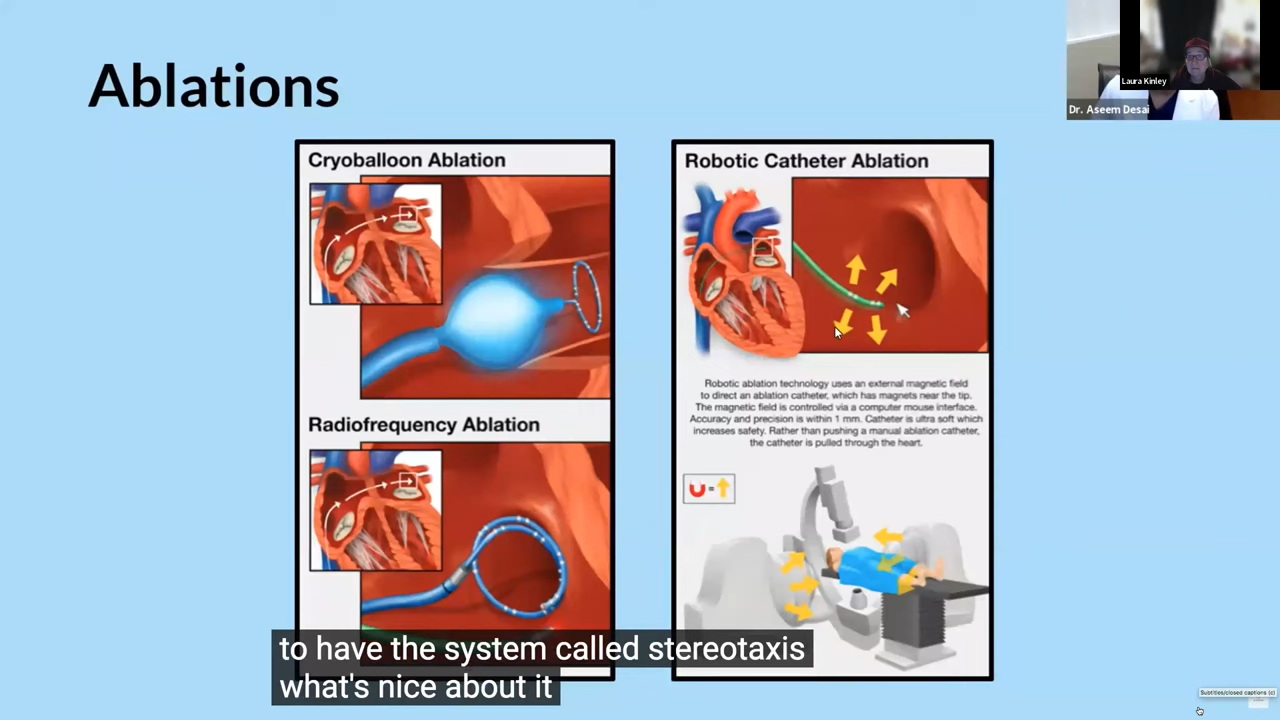 Ablations
Laura Kinley
Dr. Aseem Desai
Cryoballoon Ablation
Radiofrequency Ablation
Robotic Catheter Ablation
Robotic ablation technology uses an external magnetic field
to direct an ablation catheter, which has magnets near the tip.
The magnetic field is controlled via a computer mouse interface.
Accuracy and precision is within 1 mm. Catheter is ultra soft which
increases safety. Rather than pushing a manual ablation catheter,
the catheter is pulled through the heart.
=
to have the system called stereotaxis
what's nice about it
Subtitles/closed captions (c)